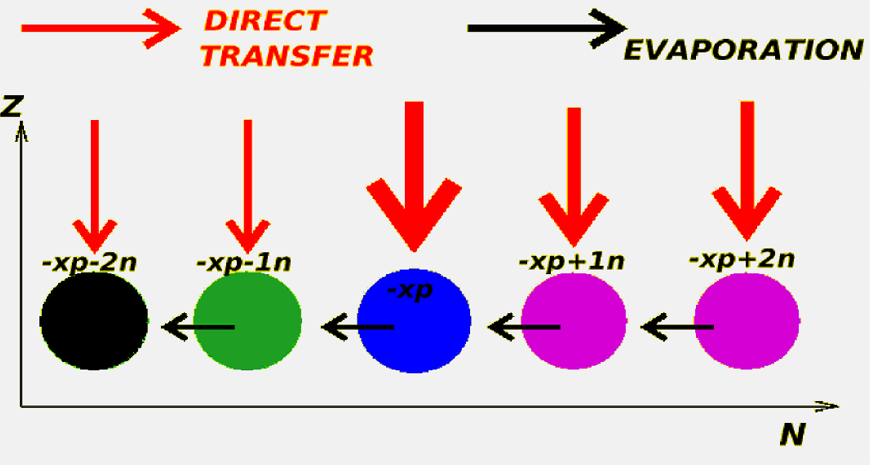 DIRECT
TRANSFER
EVAPORATION
Z
-xp-2n
-xp-1n
-xp
-xp+1n
-xp+2n
N